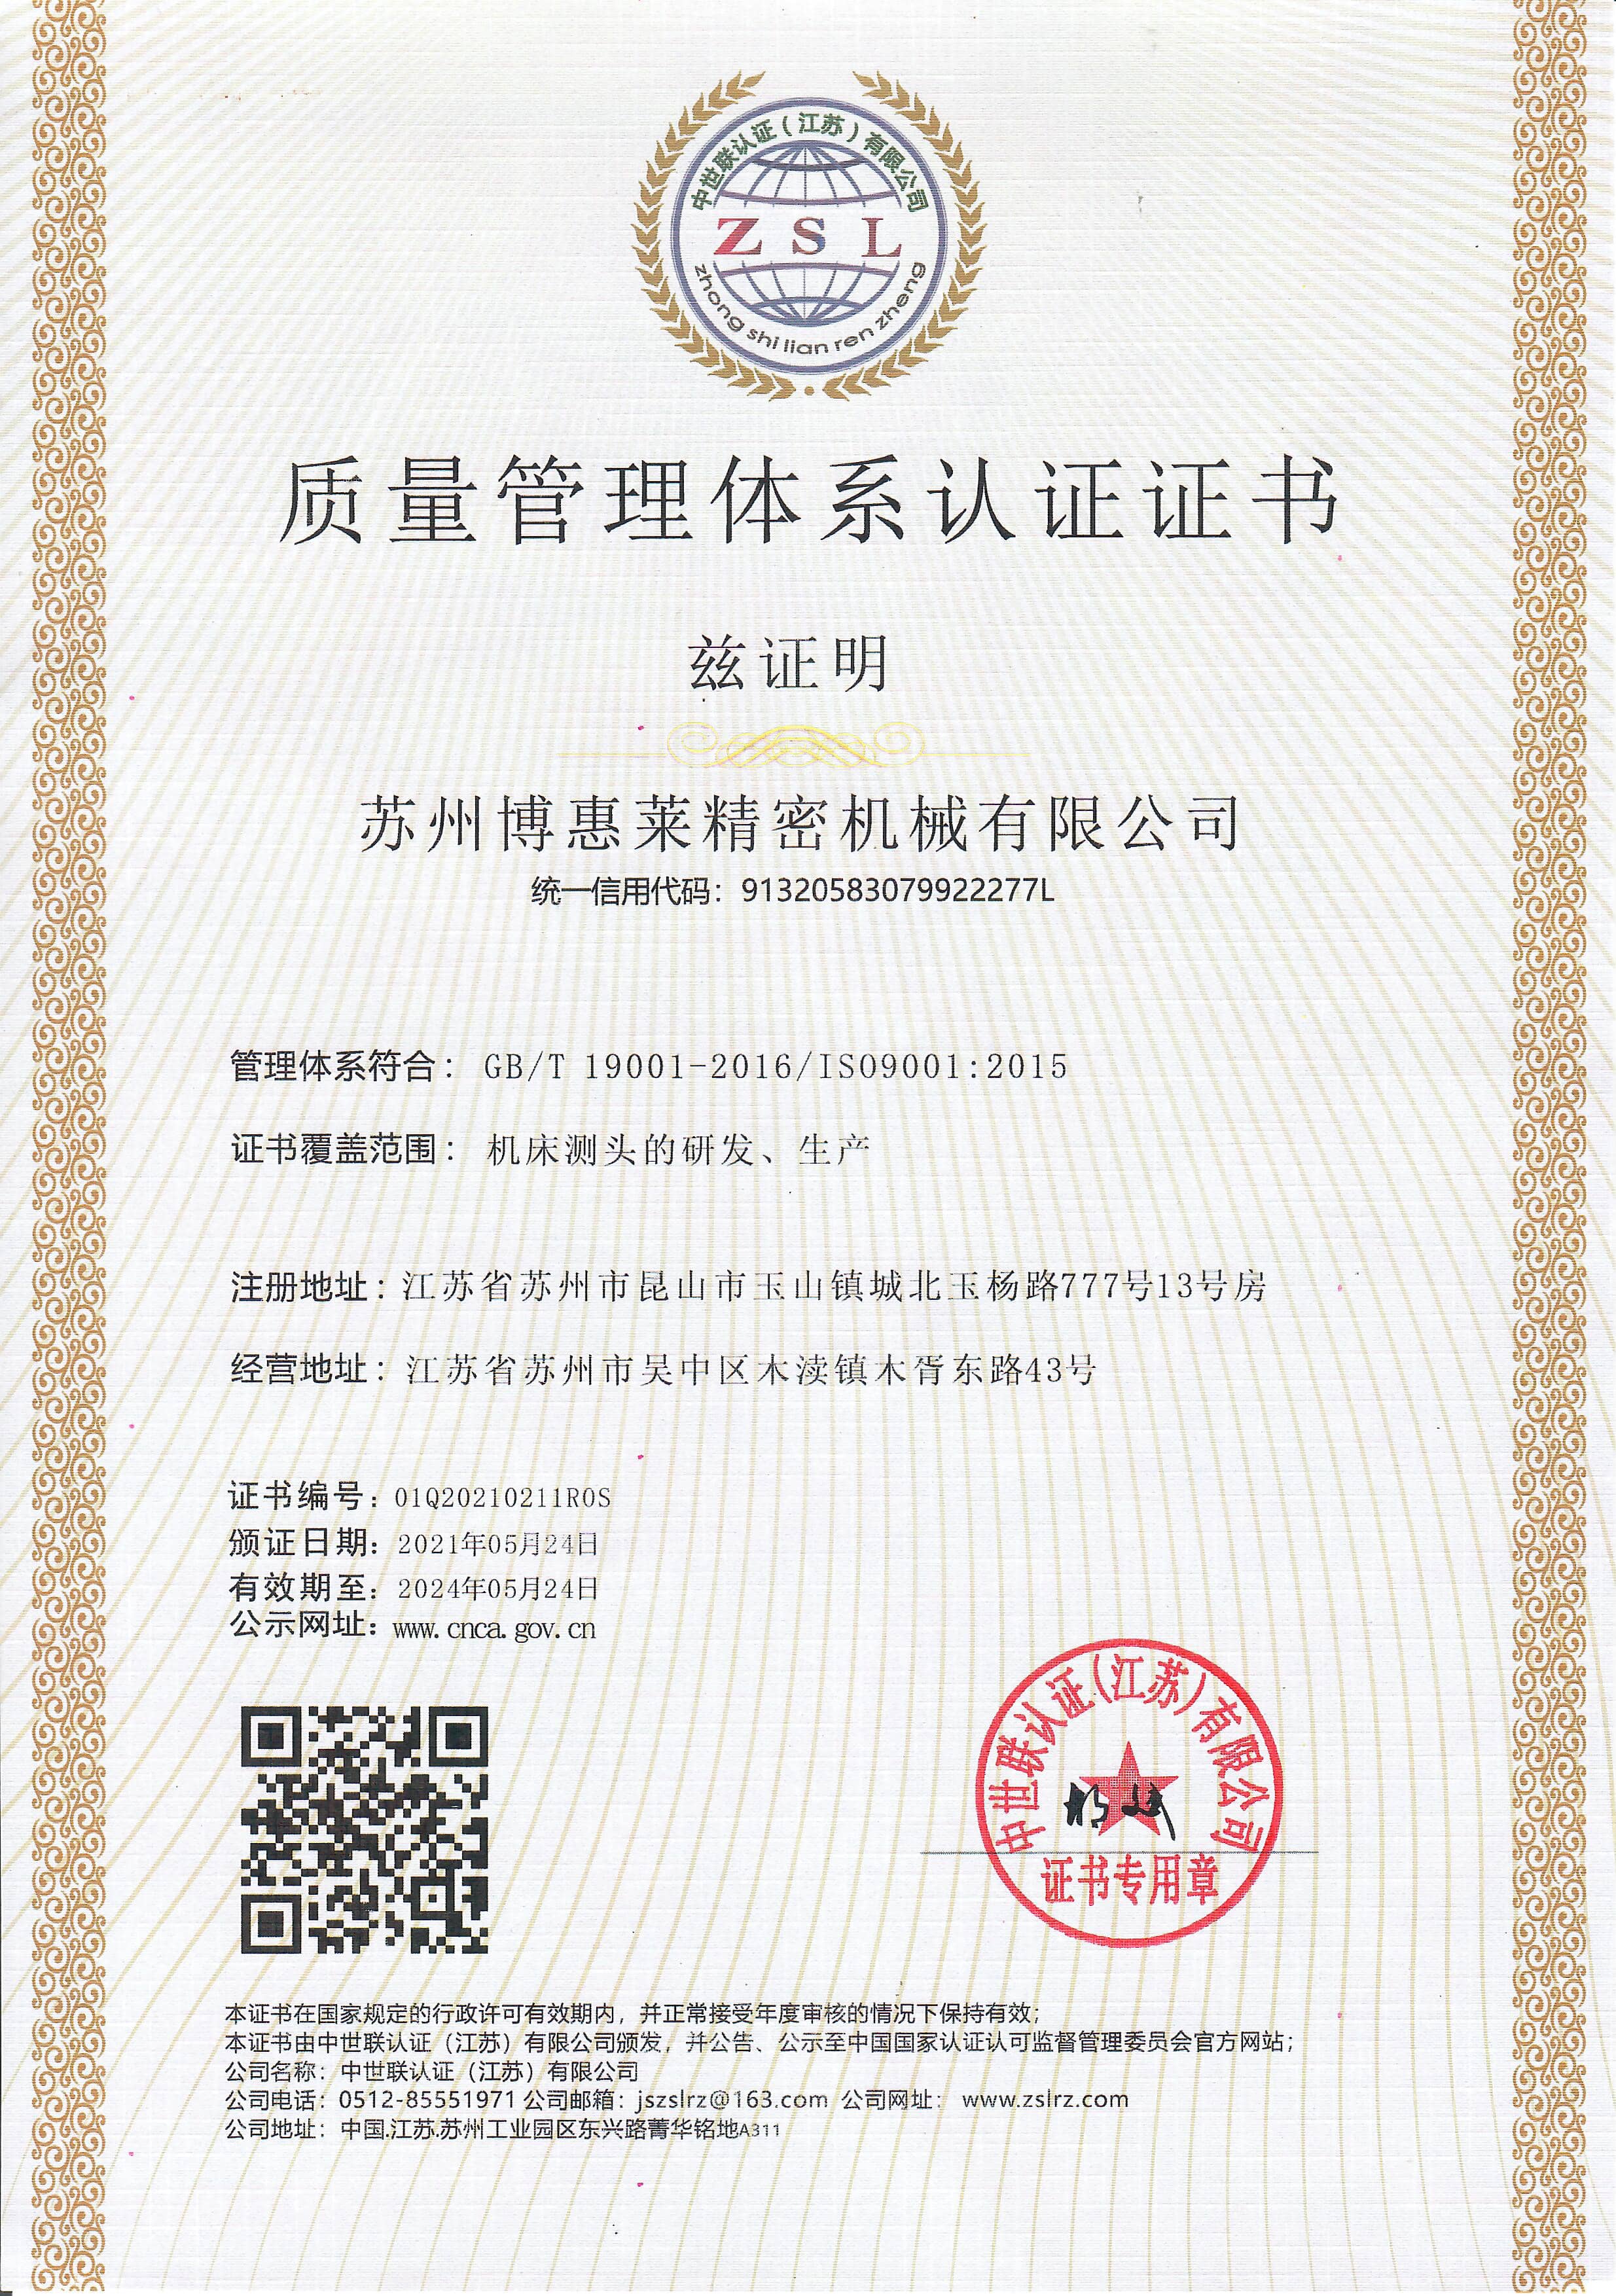 中世联认证（江苏）有限公司
ZSL
zhong shi lian ren zheng
质量管理体系认证证书
兹证明
苏州博惠莱精密机械有限公司
统一信用代码：91320583079922277L
管理体系符合：GB/T 19001-2016/ISO9001:2015
证书覆盖范围：机床测头的研发、生产
注册地址：江苏省苏州市昆山市玉山镇城北玉杨路777号13号房
经营地址：江苏省苏州市吴中区木渎镇木胥东路43号
证书编号：01Q20210211R0S
颁证日期：2021年05月24日
有效期至：2024年05月24日
公示网址：www.cnca.gov.cn
中世联认证(江苏)有限公司
证书专用章
本证书在国家规定的行政许可有效期内，并正常接受年度审核的情况下保持有效；
本证书由中世联认证（江苏）有限公司颁发，并公告、公示至中国国家认证认可监督管理委员会官方网站；
公司名称：中世联认证（江苏）有限公司
公司电话：0512-85551971 公司邮箱：jszslrz@163.com 公司网址： www.zslrz.com
公司地址：中国.江苏.苏州工业园区东兴路菁华铭地A311